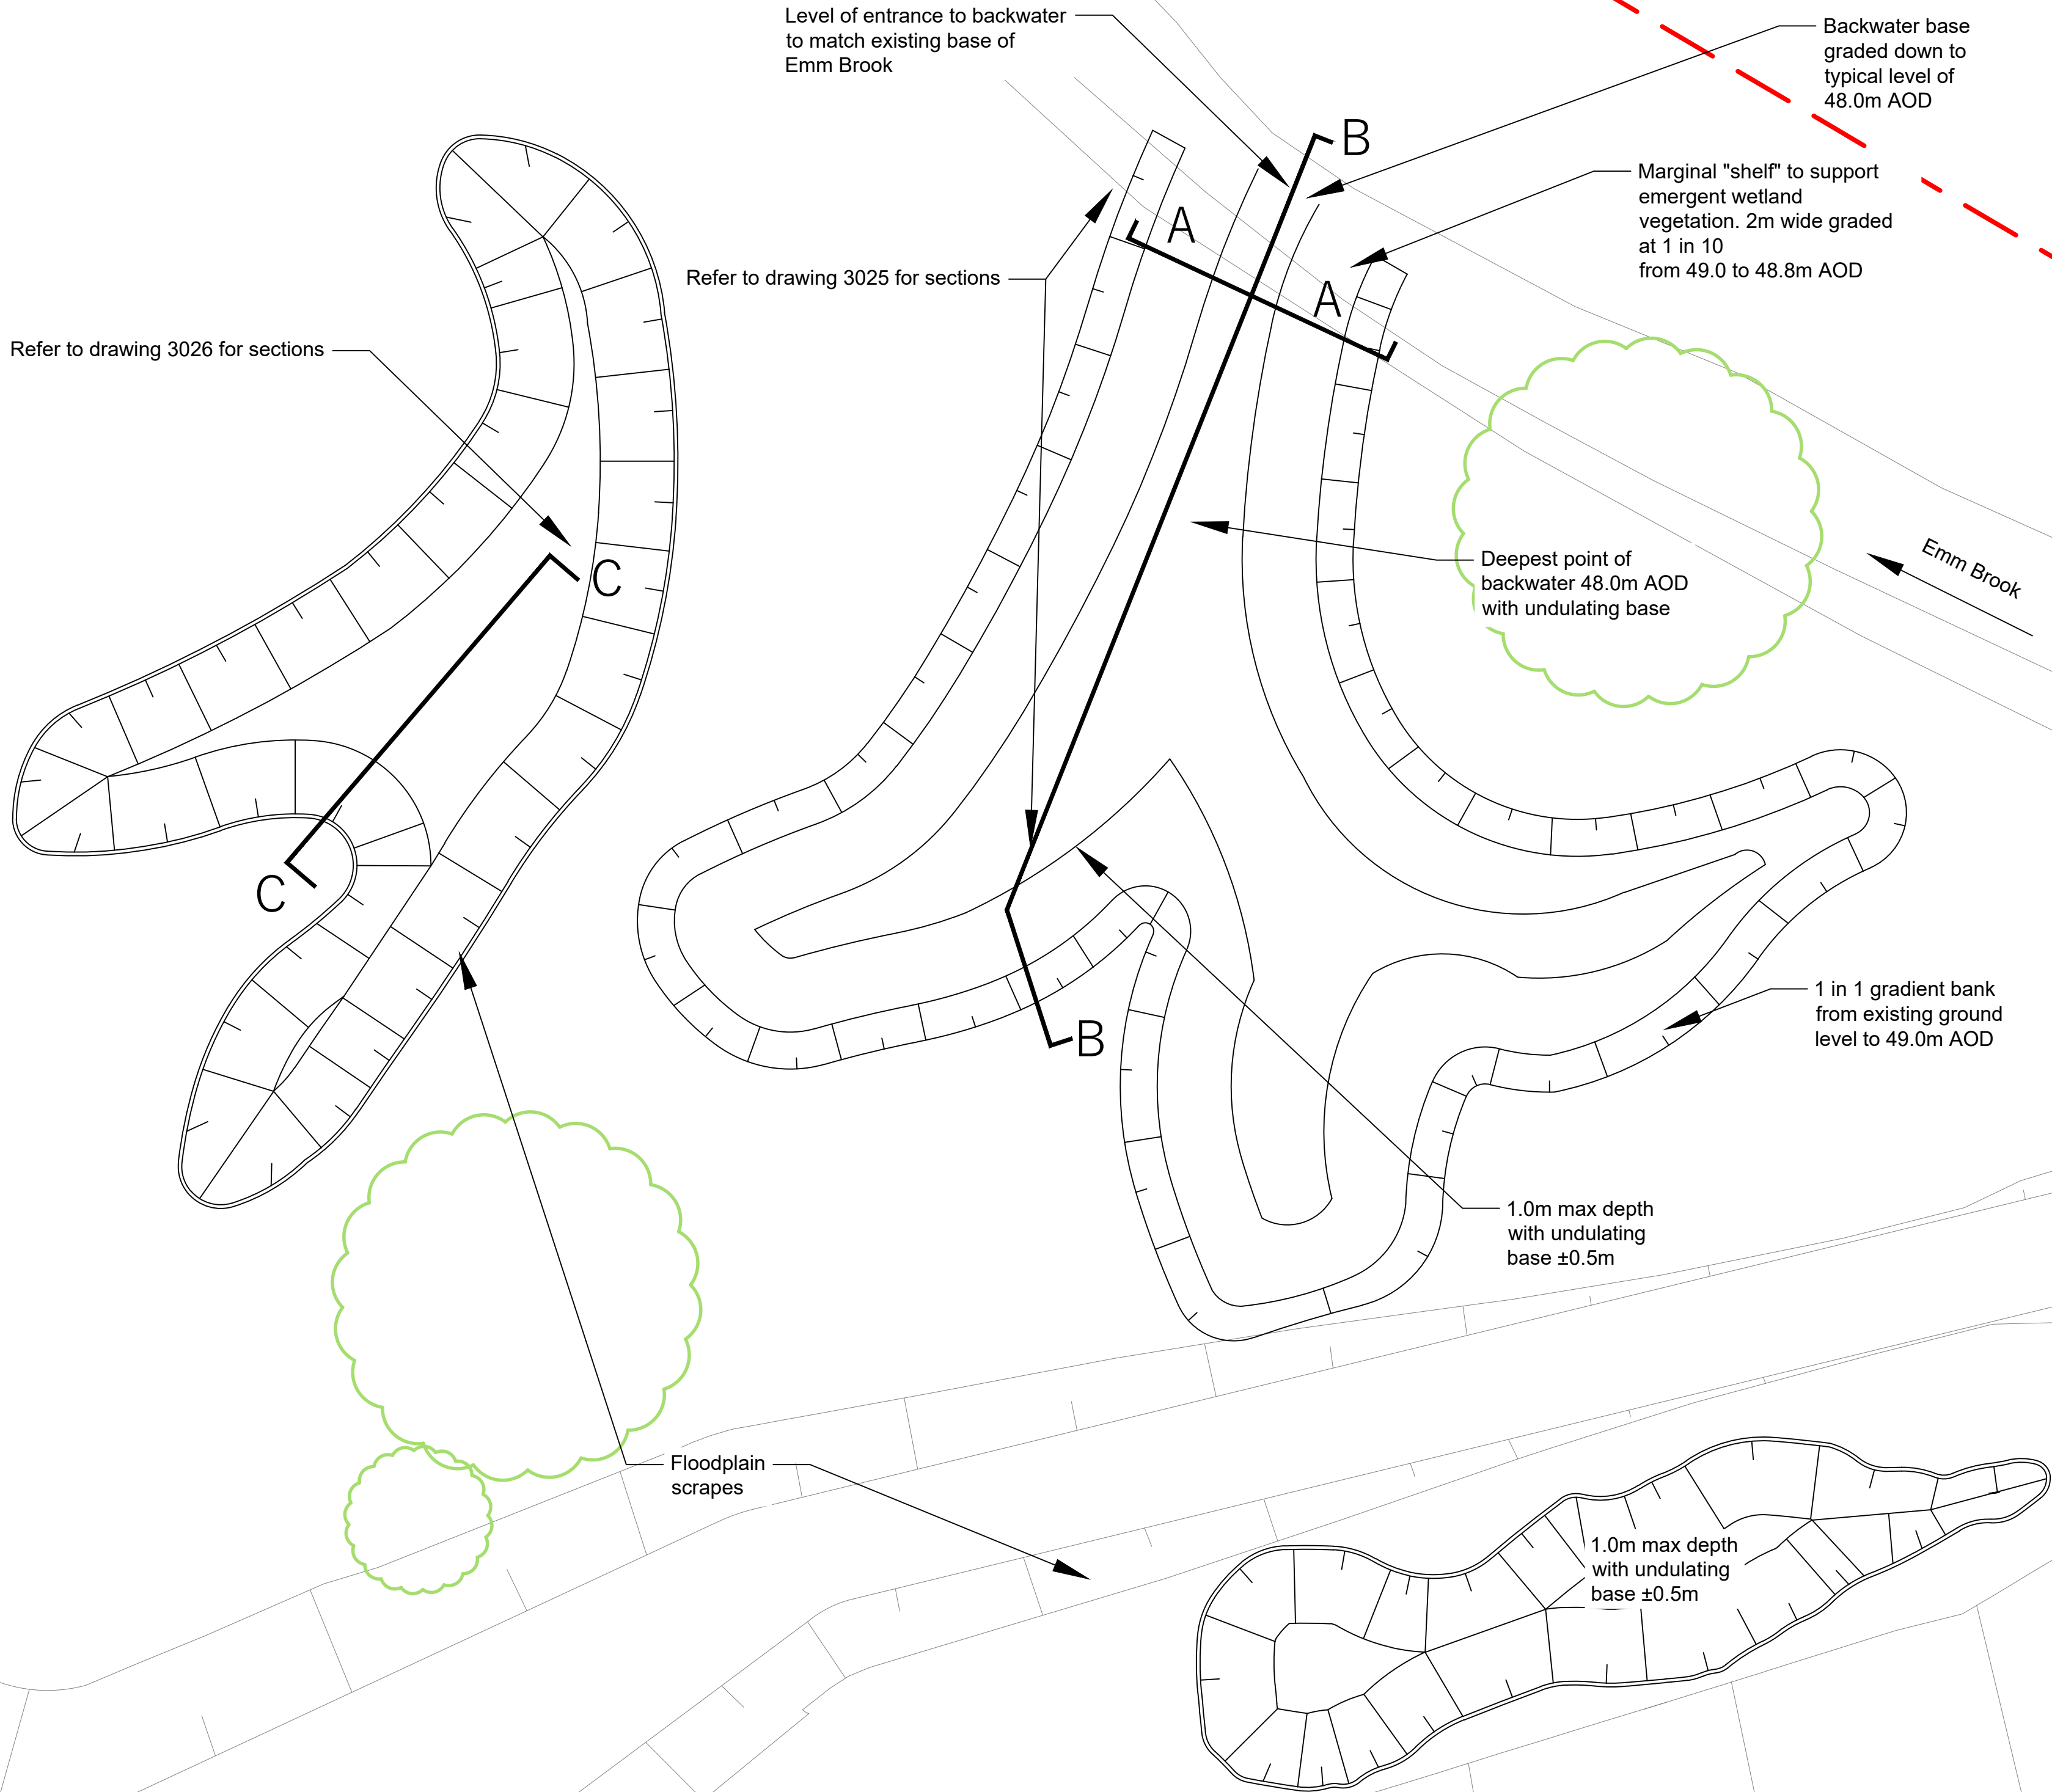 Level of entrance to backwater
to match existing base of
Emm Brook
Backwater base
graded down to
typical level of
48.0m AOD
B
Marginal "shelf" to support
emergent wetland
vegetation. 2m wide graded
at 1 in 10
from 49.0 to 48.8m AOD
A
Refer to drawing 3025 for sections
A
Refer to drawing 3026 for sections
Deepest point of
backwater 48.0m AOD
with undulating base
Emm Brook
C
C
1 in 1 gradient bank
from existing ground
level to 49.0m AOD
B
1.0m max depth
with undulating
base ±0.5m
Floodplain
scrapes
1.0m max depth
with undulating
base ±0.5m